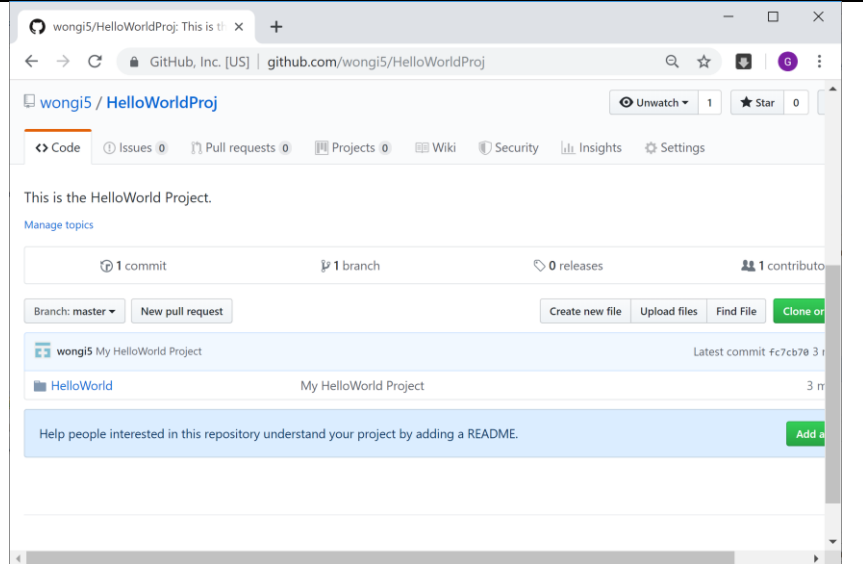 wongi5/HelloWorldProj: This is th
GitHub, Inc. [US] | github.com/wongi5/HelloWorldProj
G
wongi5 / HelloWorldProj
Unwatch 1 Star 0
Code Issues 0 Pull requests 0 Projects 0 Wiki Security Insights Settings
This is the HelloWorld Project.
Manage topics
1 commit 1 branch 0 releases 1 contributo
Branch: master New pull request Create new file Upload files Find File Clone or
wongi5 My HelloWorld Project Latest commit fc7cb70 3
HelloWorld My HelloWorld Project 3
Help people interested in this repository understand your project by adding a README. Add a